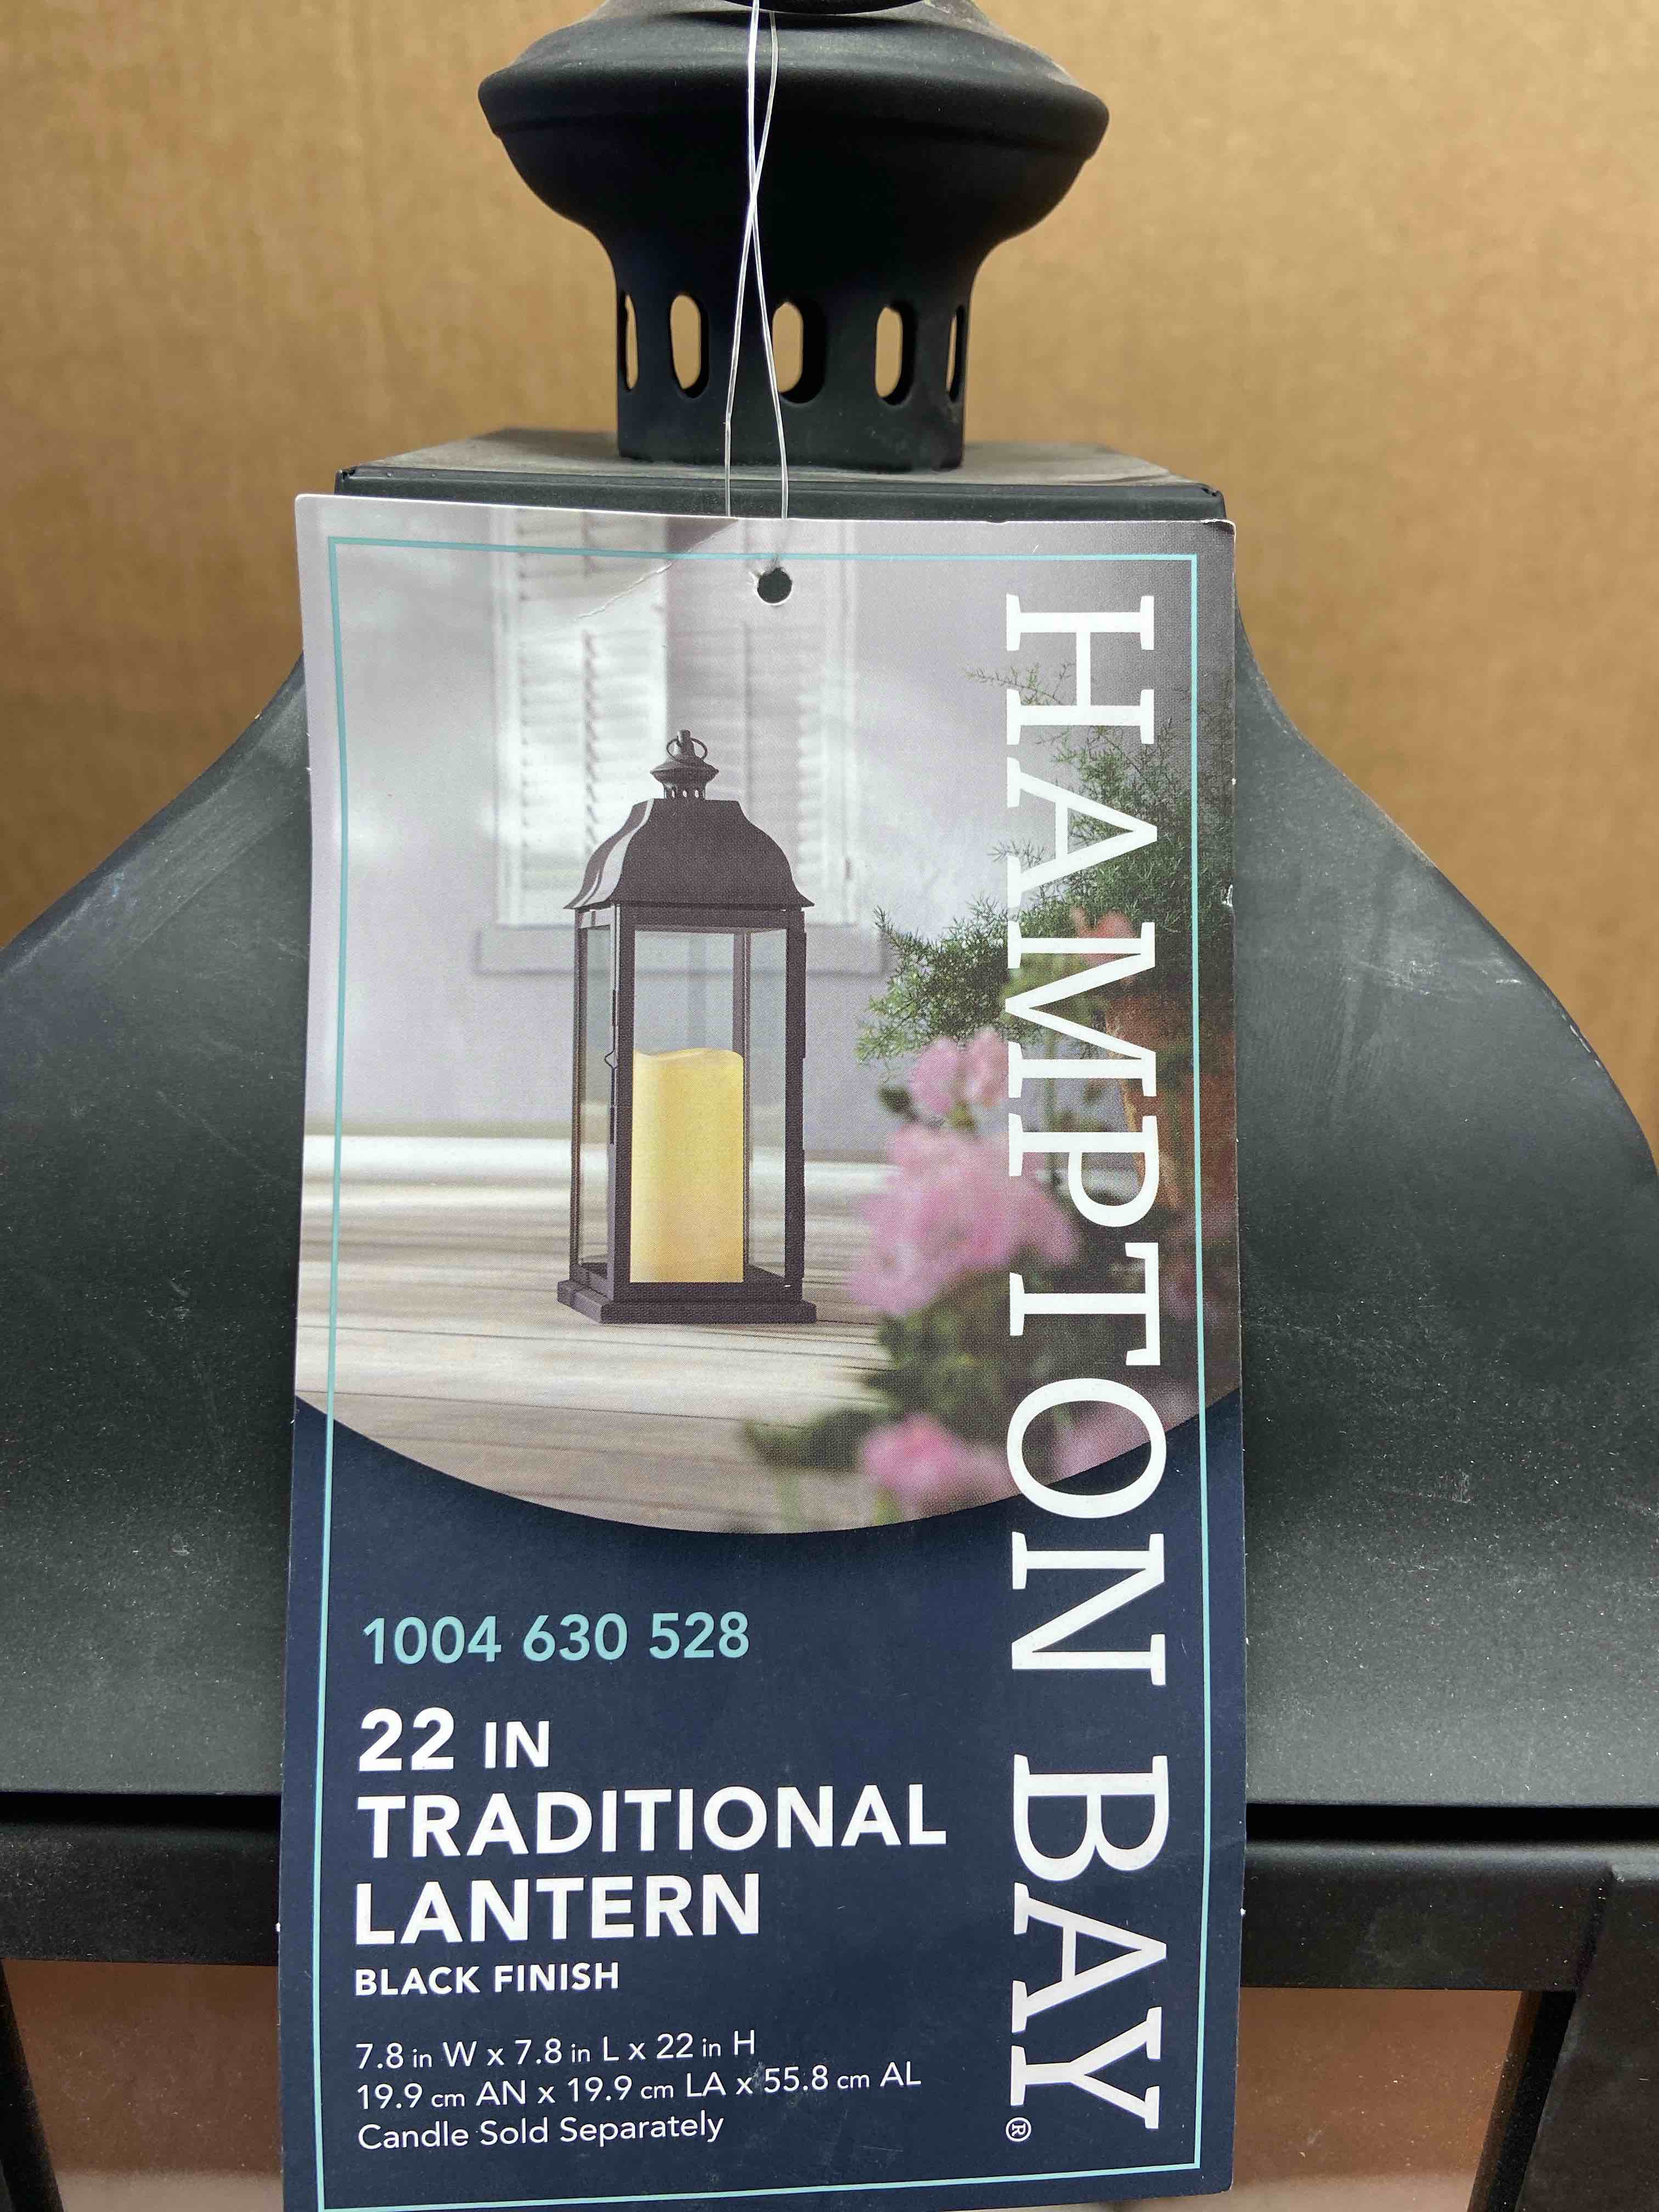 HAMPTON BAY®
1004 630 528
22 IN
TRADITIONAL
LANTERN
BLACK FINISH
7.8 in W x 7.8 in L x 22 in H
19.9 cm AN x 19.9 cm LA x 55.8 cm AL
Candle Sold Separately